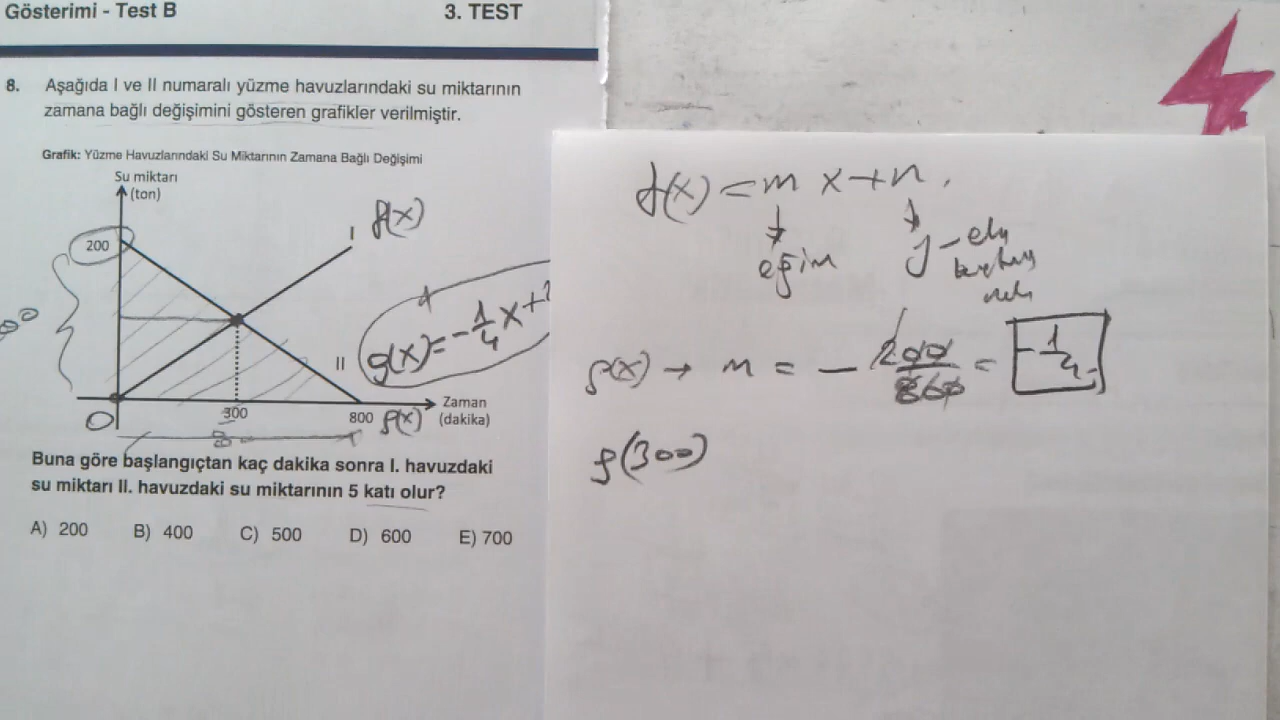 Gösterimi - Test B
3. TEST
8. Aşağıda I ve II numaralı yüzme havuzlarındaki su miktarının
zamana bağlı değişimini gösteren grafikler verilmiştir.
Grafik: Yüzme Havuzlarındaki Su Miktarının Zamana Bağlı Değişimi
Su miktarı
(ton)
200
I
f(x)
II
g(x)=-1/4 x+
O
300
800
g(x)
Zaman
(dakika)
Buna göre başlangıçtan kaç dakika sonra I. havuzdaki
su miktarı II. havuzdaki su miktarının 5 katı olur?
A) 200 B) 400 C) 500 D) 600 E) 700
f(x) = m x + n
eğim
g(x) → m = - 200/800 = -1/4
g(300)